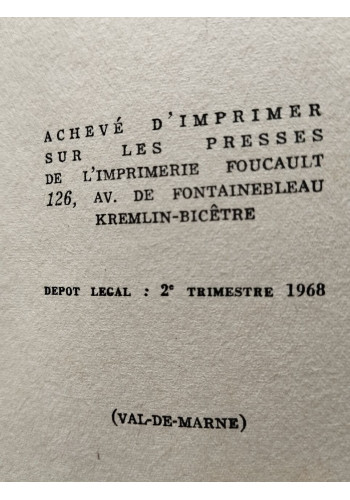 ACHEVÉ D'IMPRIMER
SUR LES PRESSES
DE L'IMPRIMERIE FOUCAULT
126, AV. DE FONTAINEBLEAU
KREMLIN-BICÊTRE
DEPOT LEGAL : 2e TRIMESTRE 1968
(VAL-DE-MARNE)